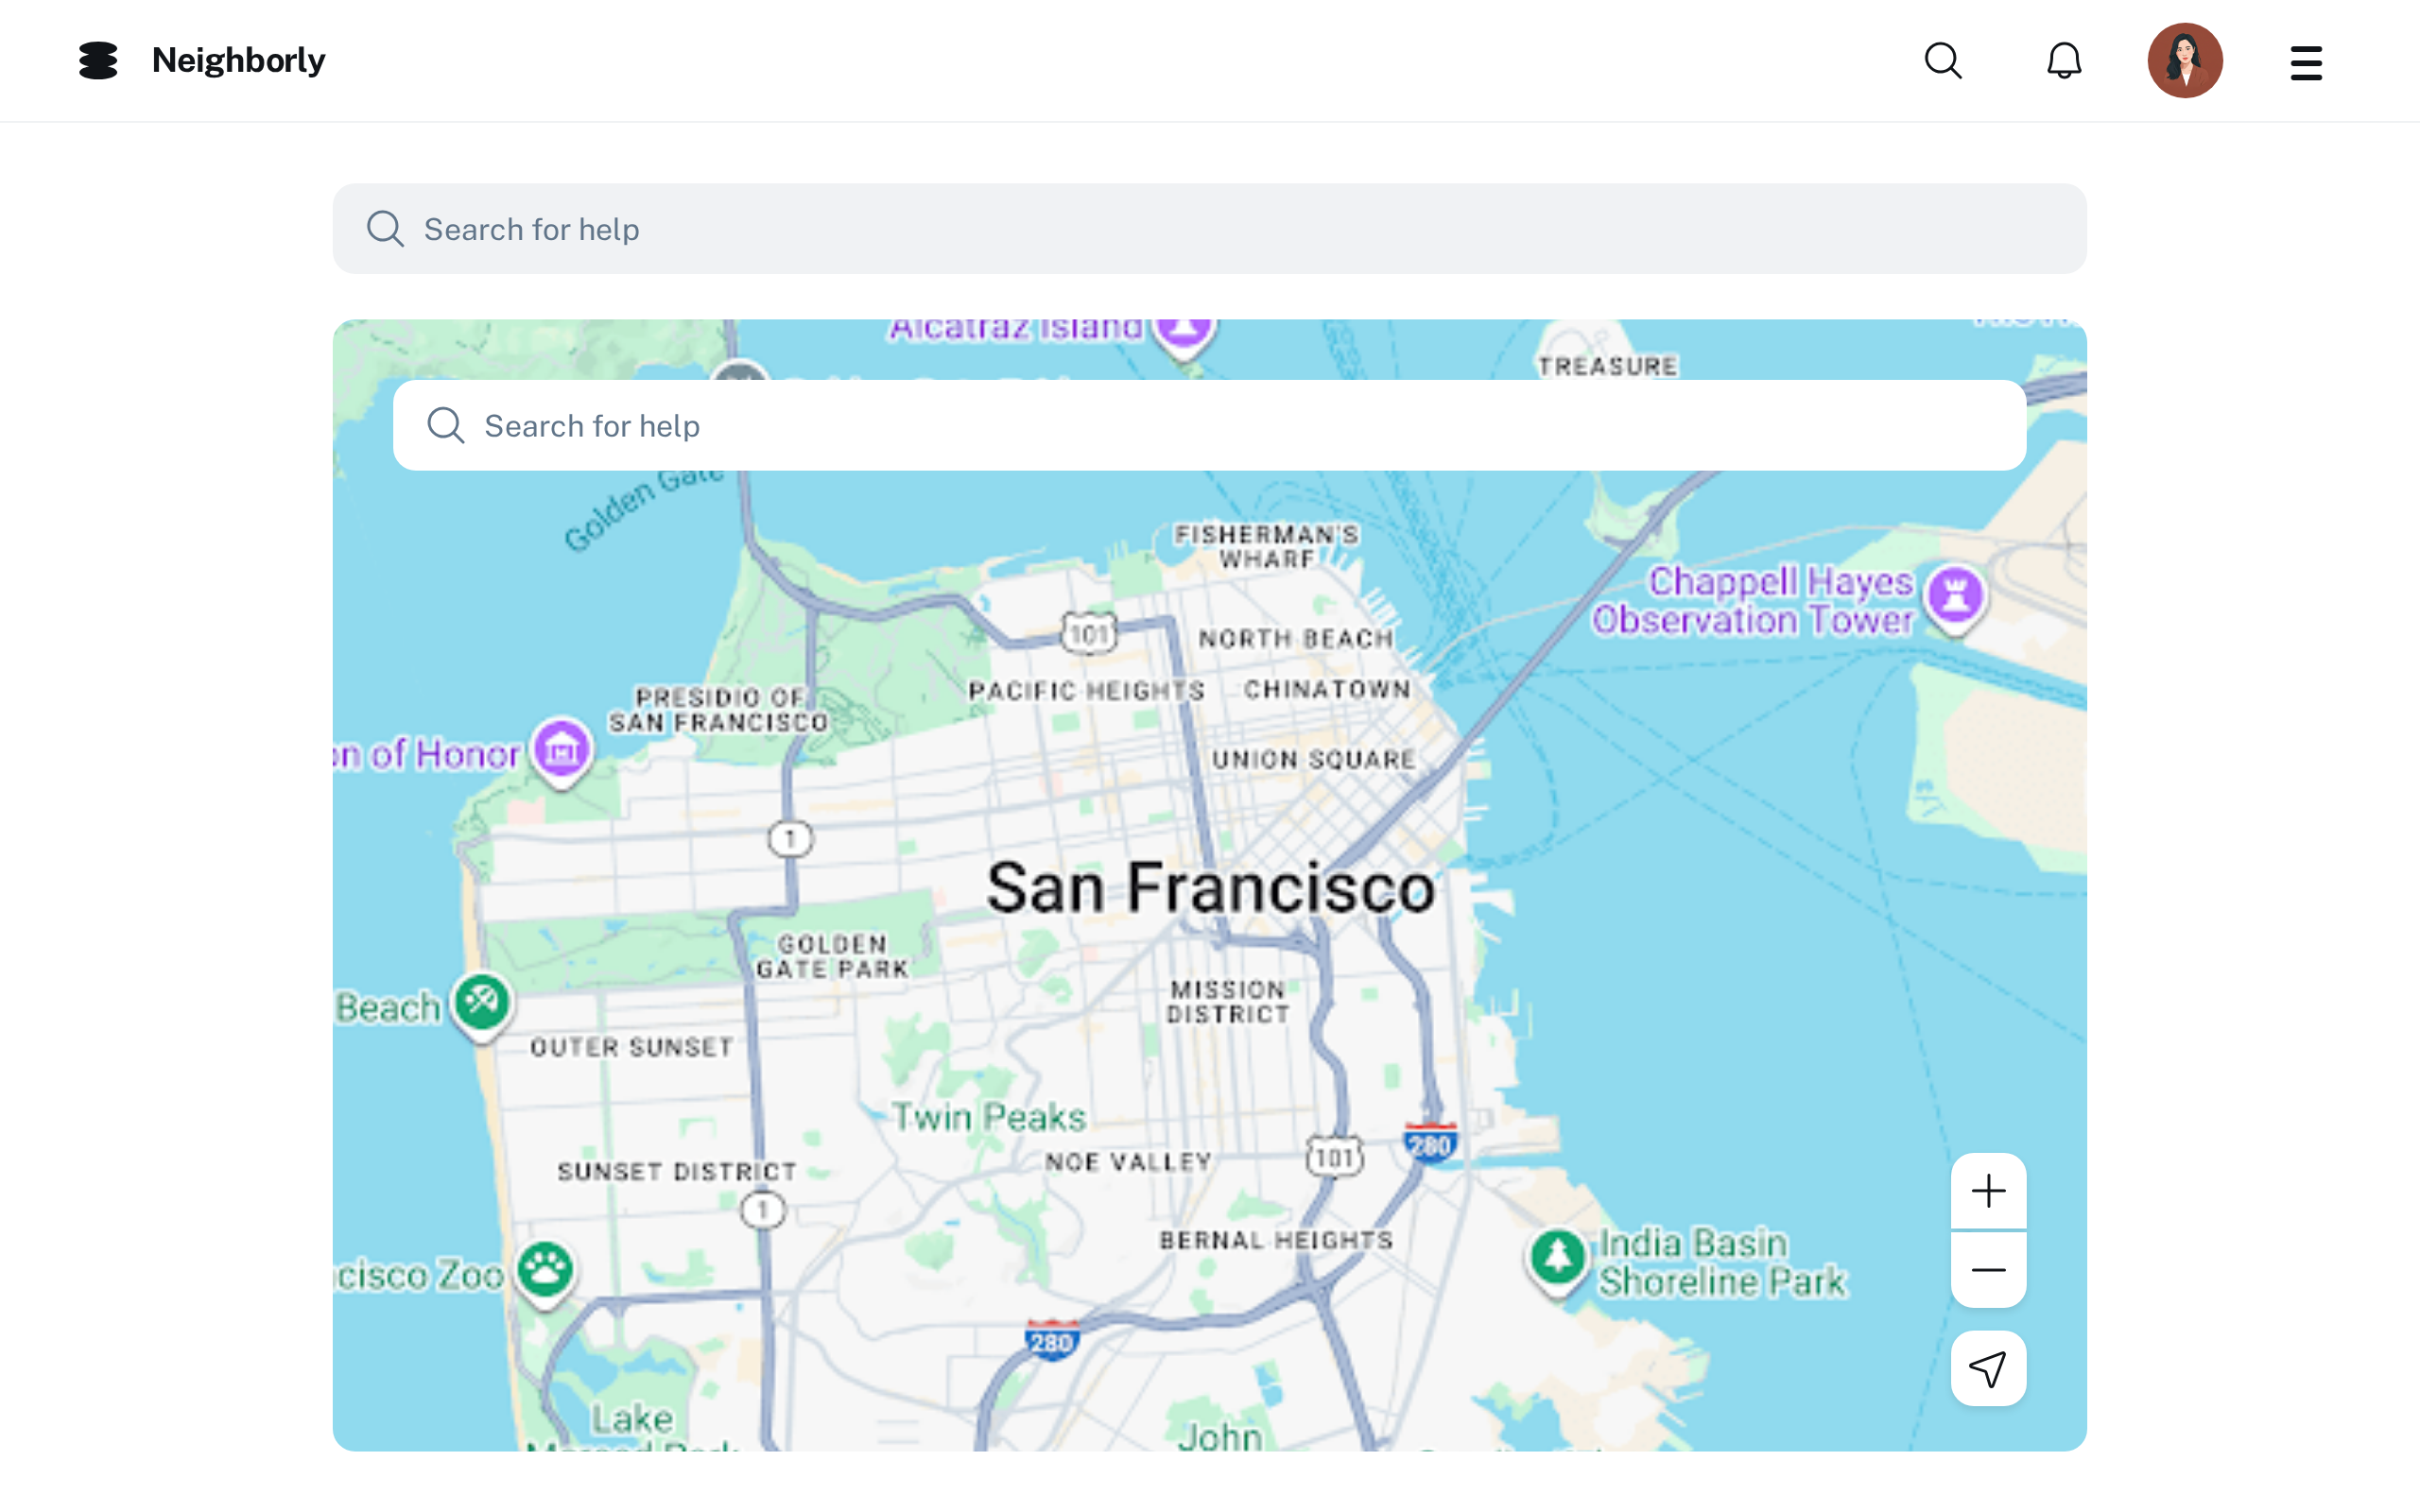 Neighborly
Search for help
Alcatraz Island
TREASURE
Search for help
Golden Gate
FISHERMAN'S
WHARF
Chappell Hayes
Observation Tower
101
NORTH BEACH
PACIFIC HEIGHTS
CHINATOWN
PRESIDIO OF
SAN FRANCISCO
on of Honor
UNION SQUARE
1
San Francisco
GOLDEN
GATE PARK
Beach
MISSION
DISTRICT
OUTER SUNSET
Twin Peaks
280
101
NOE VALLEY
SUNSET DISTRICT
1
BERNAL HEIGHTS
India Basin
Shoreline Park
cisco Zoo
280
Lake
Merced Park
John